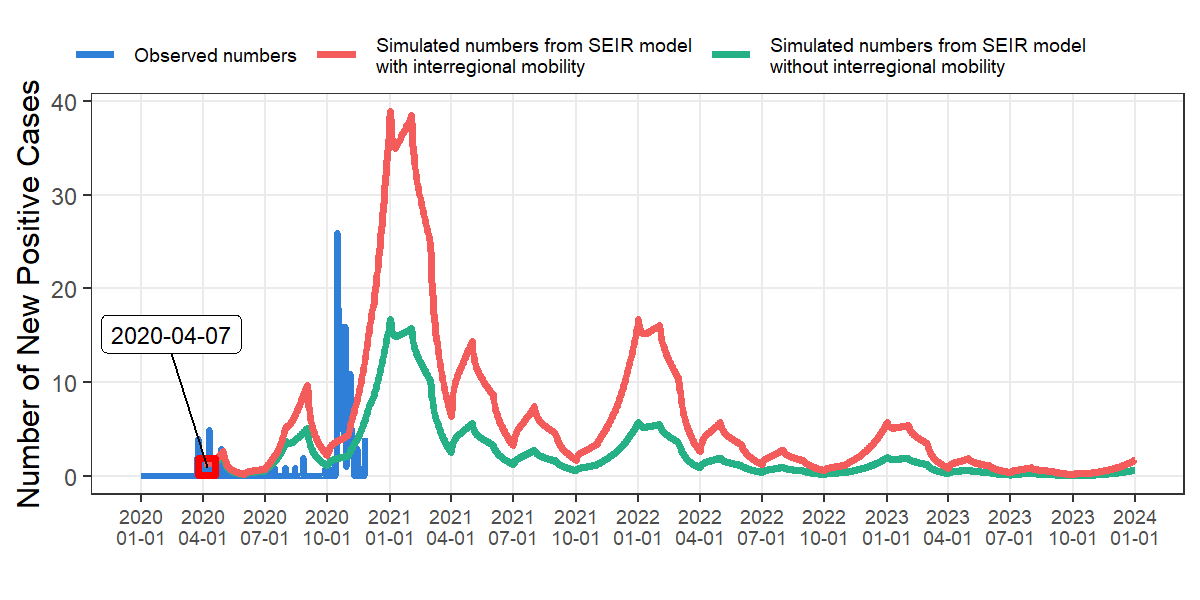 Observed numbers
Simulated numbers from SEIR model
with interregional mobility
Simulated numbers from SEIR model
without interregional mobility
Number of New Positive Cases
40
30
20
10
0
2020-04-07
2020 2020 2020 2020 2021 2021 2021 2021 2022 2022 2022 2022 2023 2023 2023 2023 2024
01-01 04-01 07-01 10-01 01-01 04-01 07-01 10-01 01-01 04-01 07-01 10-01 01-01 04-01 07-01 10-01 01-01